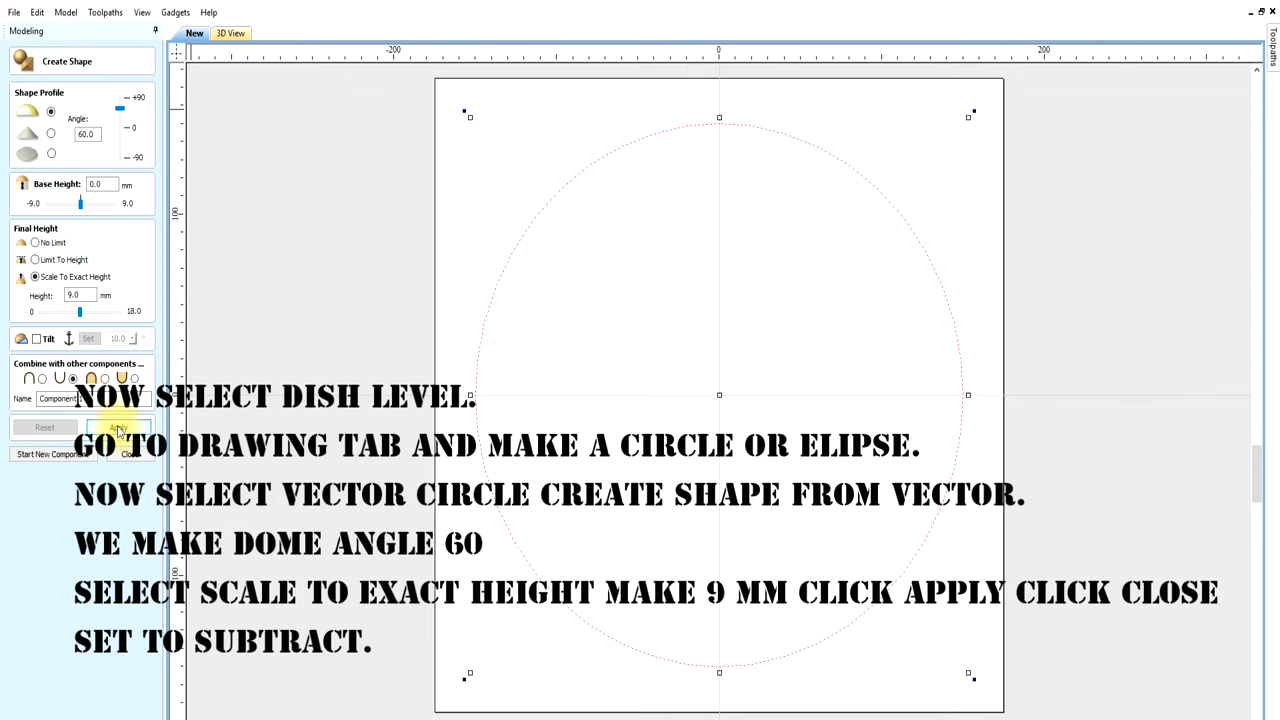 File Edit Model Toolpaths View Gadgets Help
Modeling
New 3D View
Toolpaths
-200 0 200
Create Shape
Shape Profile
+90
Angle:
60.0
0
-90
Base Height: 0.0 mm
-9.0 9.0
100
Final Height
No Limit
Limit To Height
Scale To Exact Height
Height: 9.0 mm
0 18.0
Tilt Set 10.0 °
Combine with other components ...
Name Component
Reset Apply
Start New Component
100
NOW SELECT DISH LEVEL.
GO TO DRAWING TAB AND MAKE A CIRCLE OR ELIPSE.
NOW SELECT VECTOR CIRCLE CREATE SHAPE FROM VECTOR.
WE MAKE DOME ANGLE 60
SELECT SCALE TO EXACT HEIGHT MAKE 9 MM CLICK APPLY CLICK CLOSE
SET TO SUBTRACT.